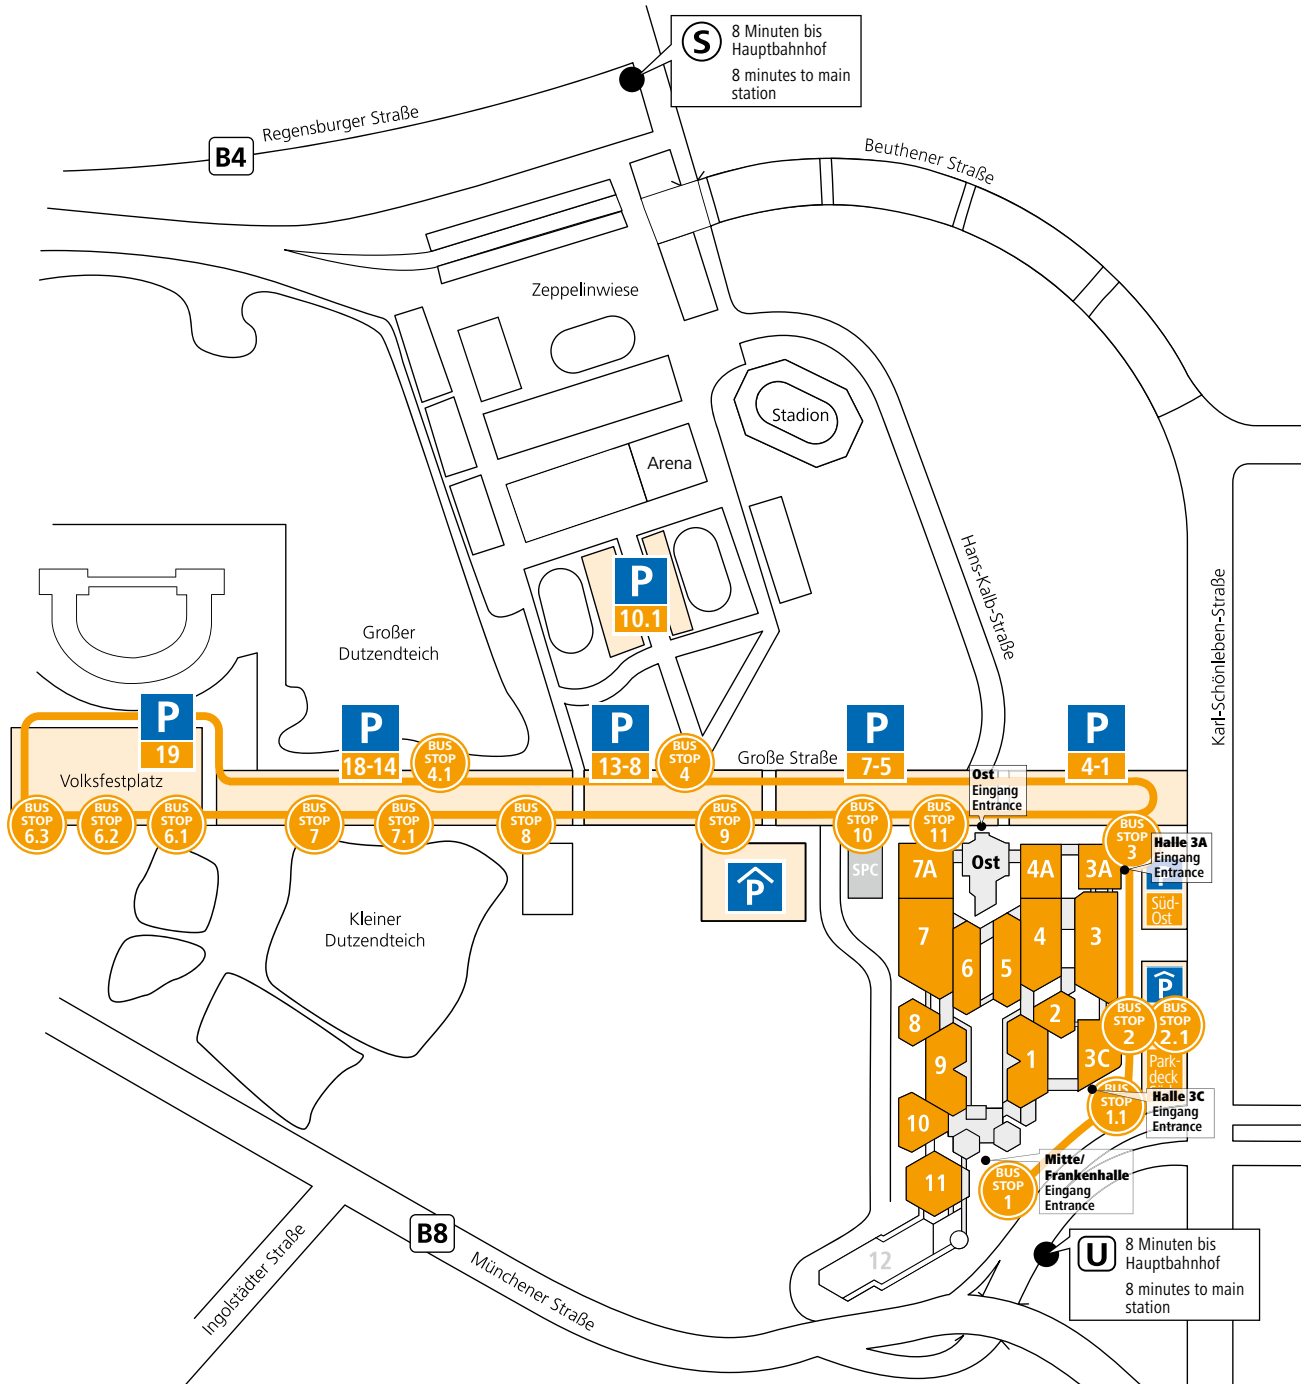 S
8 Minuten bis
Hauptbahnhof
8 minutes to main
station
Regensburger Straße
B4
Beuthener Straße
Zeppelinwiese
Stadion
Arena
Hans-Kalb-Straße
Karl-Schönleben-Straße
P
10.1
Großer
Dutzendteich
P
19
P
18-14
BUS
STOP
4.1
P
13-8
BUS
STOP
4
Große Straße
P
7-5
P
4-1
Volksfestplatz
Ost
Eingang
Entrance
BUS
STOP
6.3
BUS
STOP
6.2
BUS
STOP
6.1
BUS
STOP
7
BUS
STOP
7.1
BUS
STOP
8
BUS
STOP
9
BUS
STOP
10
BUS
STOP
11
BUS
STOP
3
Halle 3A
Eingang
Entrance
P
SPC
7A
Ost
4A
3A
Süd-
Ost
Kleiner
Dutzendteich
7
6
5
4
3
P
8
2
BUS
STOP
2
BUS
STOP
2.1
9
1
3C
Park-
deck
BUS
STOP
1.1
Halle 3C
Eingang
Entrance
10
Mitte/
Frankenhalle
Eingang
Entrance
11
BUS
STOP
1
B8
12
U
8 Minuten bis
Hauptbahnhof
8 minutes to main
station
Münchener Straße
Ingolstädter Straße